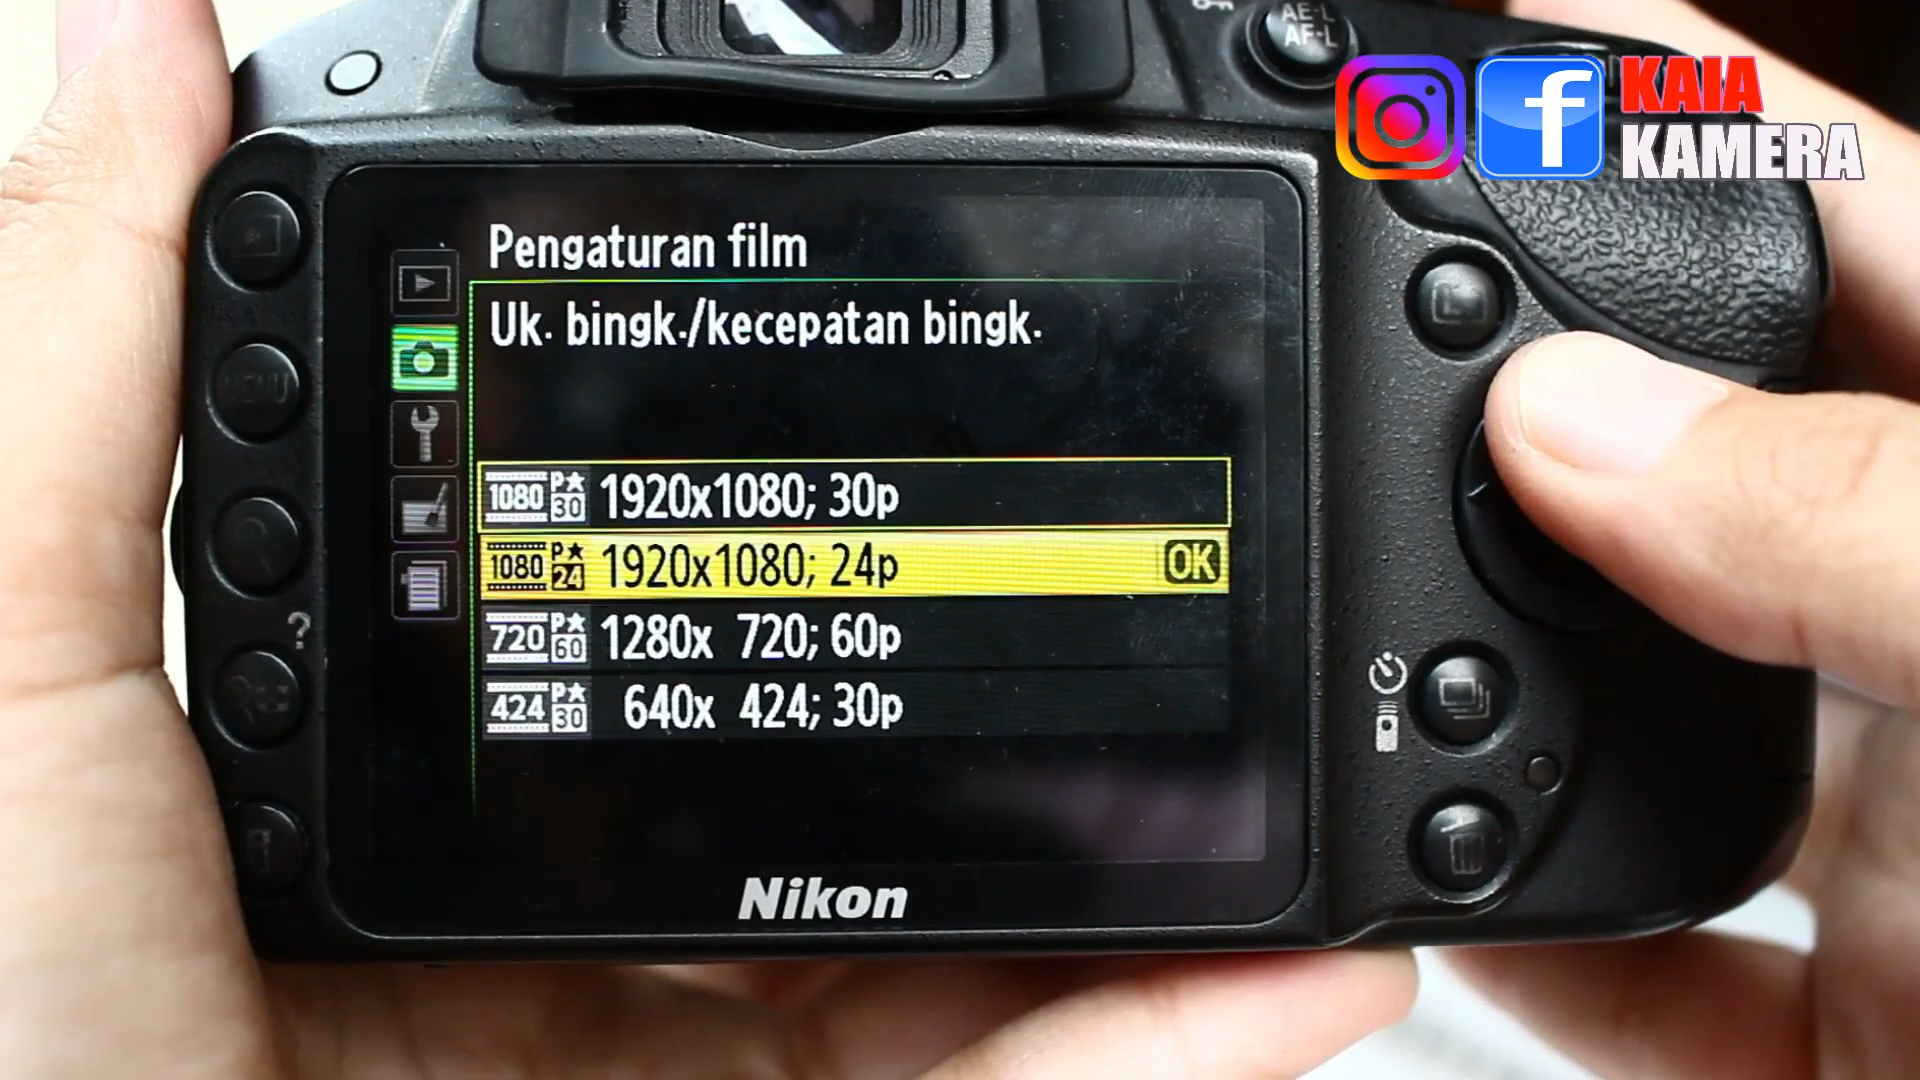 AE-L
AF-L
KAIA
KAMERA
Pengaturan film
Uk. bingk./kecepatan bingk.
1080 P★ 30 1920x1080; 30p
1080 P★ 24 1920x1080; 24p OK
720 P★ 60 1280x 720; 60p
424 P★ 30 640x 424; 30p
MENU
?
Nikon